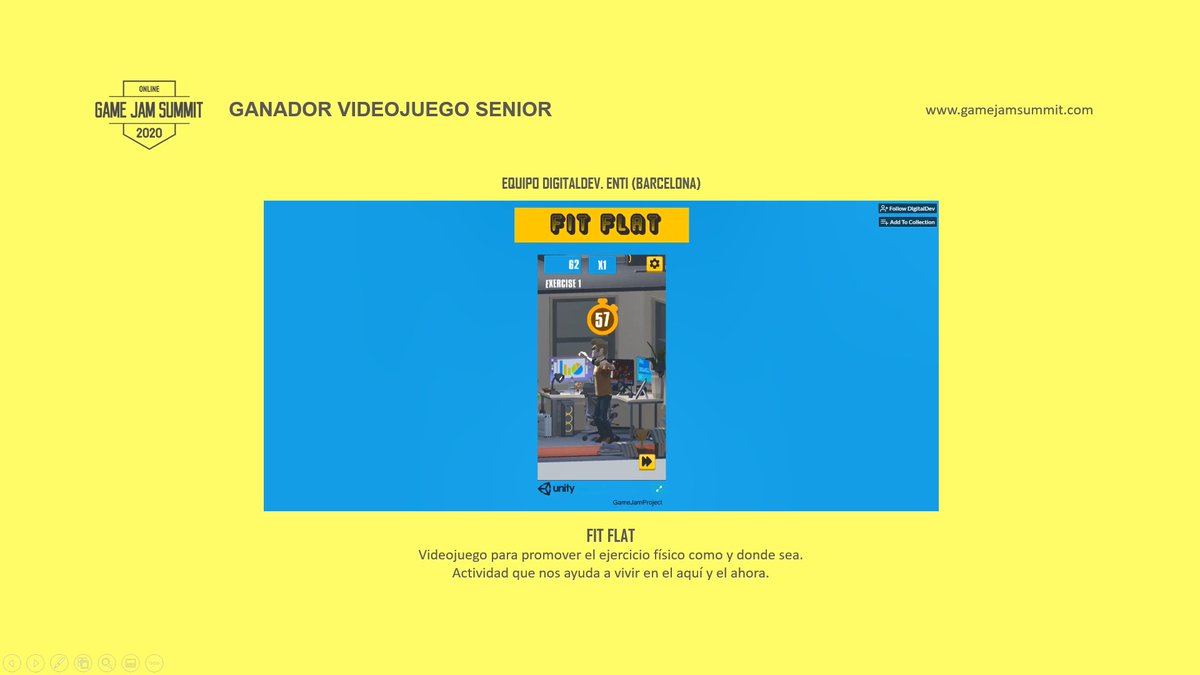 ONLINE
GAME JAM SUMMIT
2020
GANADOR VIDEOJUEGO SENIOR
www.gamejamsummit.com
EQUIPO DIGITALDEV. ENTI (BARCELONA)
FIT FLAT
Follow DigitalDev
Add To Collection
62 X1
EXERCISE 1
57
unity
GameJamProject
FIT FLAT
Videojuego para promover el ejercicio físico como y donde sea.
Actividad que nos ayuda a vivir en el aquí y el ahora.